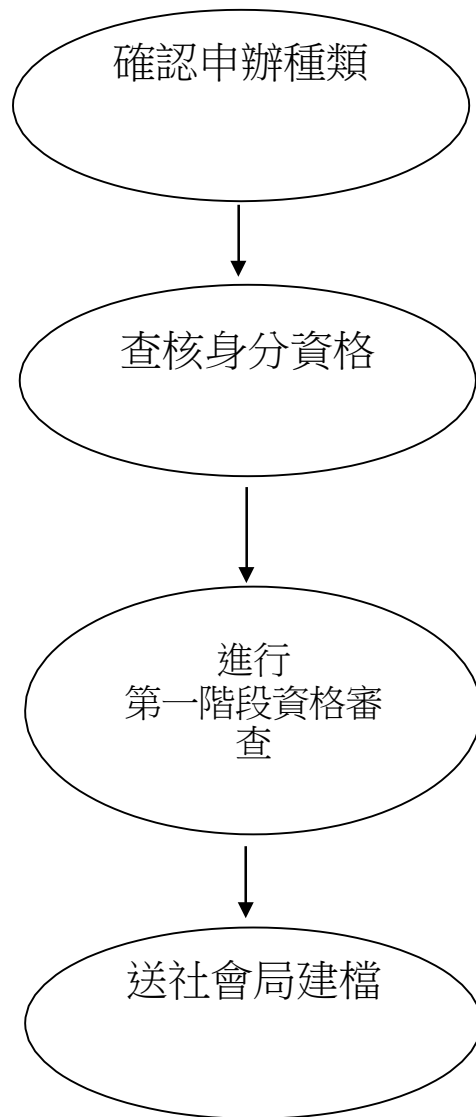 確認申辦種類
查核身分資格
進行
第一階段資格審
查
送社會局建檔